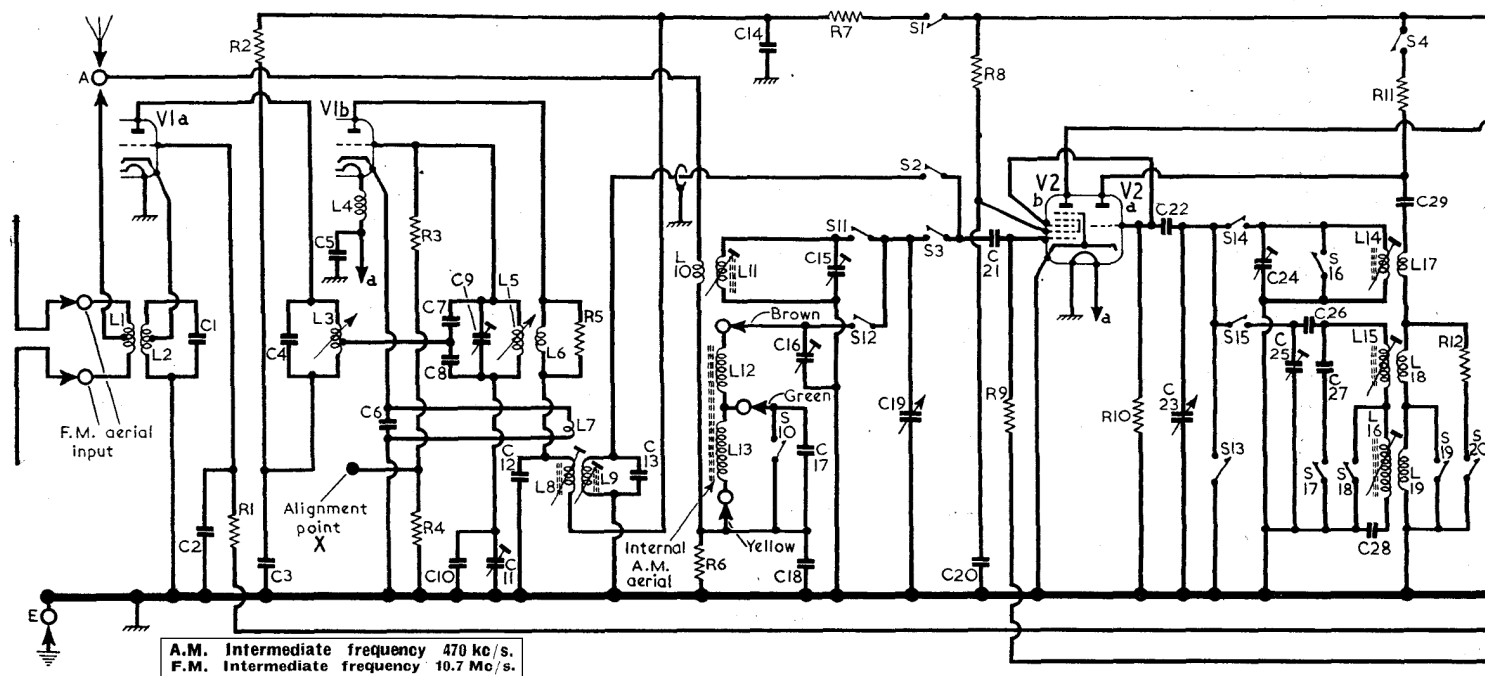 R2
C14
R7
S1
S4
A
R8
R11
V1a
V1b
S2
V2
b
V2
a
C22
C29
L4
R3
C5
a
S11
S3
C
21
S14
L
10
L11
C15
C24
S
16
L14
L17
C9
L5
C7
R5
L1
L2
C1
C4
L3
C8
L6
a
Brown
S12
C16
S15
C26
C
25
L15
L
18
R12
L12
C
27
F.M. aerial
input
C6
L7
Green
C19
R9
R10
C
23
L13
S
10
C
17
S13
C
12
L8
L9
C
13
S
17
S
18
L
16
L19
S
19
S
20
Alignment
point
X
R1
C2
C3
R4
C10
C
11
Internal
A.M.
aerial
Yellow
R6
C18
C20
C28
E
A.M. Intermediate frequency 470 kc/s.
F.M. Intermediate frequency 10.7 Mc/s.